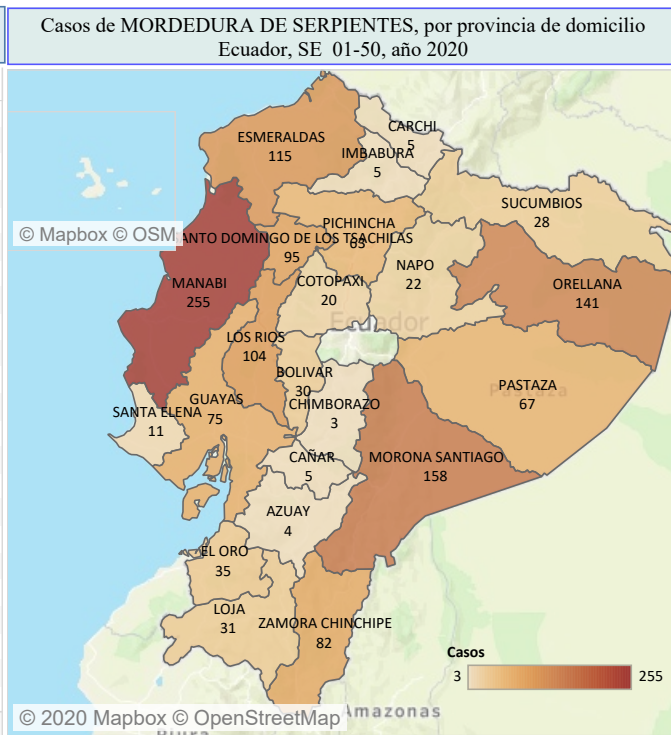 Casos de MORDEDURA DE SERPIENTES, por provincia de domicilio
Ecuador, SE 01-50, año 2020
CARCHI
5
ESMERALDAS
115
IMBABURA
5
SUCUMBIOS
28
© Mapbox © OSM
PICHINCHA
ANTO DOMINGO DE LOS TSACHILAS
95
NAPO
22
COTOPAXI
20
MANABI
255
ORELLANA
141
Ecuador
LOS RIOS
104
BOLIVAR
30
PASTAZA
67
Pastaza
GUAYAS
75
SANTA ELENA
11
CHIMBORAZO
3
CAÑAR
5
MORONA SANTIAGO
158
AZUAY
4
EL ORO
35
LOJA
31
ZAMORA CHINCHIPE
82
Casos
3 255
Amazonas
© 2020 Mapbox © OpenStreetMap